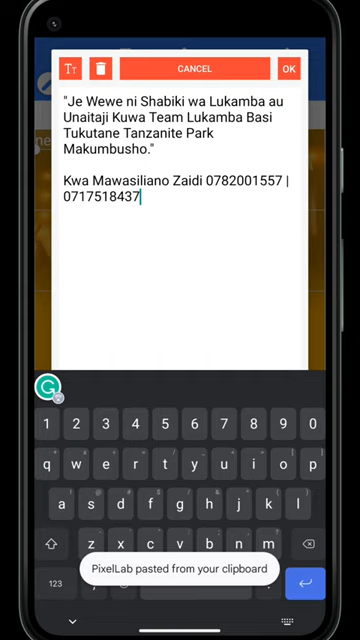 Tт
CANCEL
OK
"Je Wewe ni Shabiki wa Lukamba au
Unaitaji Kuwa Team Lukamba Basi
Tukutane Tanzanite Park
Makumbusho."
Kwa Mawasiliano Zaidi 0782001557 |
0717518437
1 2 3 4 5 6 7 8 9 0
q w e r t y u i o p
a s d f g h j k l
z x c v b n m
PixelLab pasted from your clipboard
123